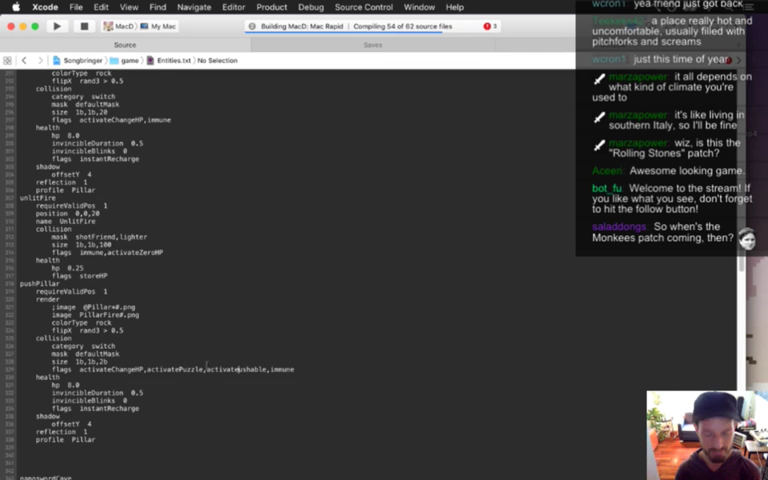 Xcode File Edit View Find Navigate Editor Product Debug Source Control Window Help
MacD My Mac
Building MacD: Mac Rapid Compiling 54 of 62 source files
3
Source Saves
Songbringer game Entities.txt No Selection
colorType rock
flipX rand3 > 0.5
collision
category switch
mask defaultMask
size 1b,1b,20
flags activateChangeHP,immune
health
hp 8.0
invincibleDuration 0.5
invincibleBlinks 0
flags instantRecharge
shadow
offsetY 4
reflection 1
profile Pillar
unlitFire
requireValidPos 1
position 0,0,20
name UnlitFire
collision
mask shotFriend,lighter
size 1b,1b,100
flags immune,activateZeroHP
health
hp 0.25
flags storeHP
pushPillar
requireValidPos 1
render
;image @Pillar*#.png
image PillarFire#.png
colorType rock
flipX rand3 > 0.5
collision
category switch
mask defaultMask
size 1b,1b,2b
flags activateChangeHP,activatePuzzle,activateushable,immune
health
hp 8.0
invincibleDuration 0.5
invincibleBlinks 0
flags instantRecharge
shadow
offsetY 4
reflection 1
profile Pillar
wcron1 yea friend just got back
a place really hot and
uncomfortable, usually filled with
pitchforks and screams
wcron1 just this time of year
marzapower: it all depends on
what kind of climate you're
used to
marzapower: it's like living in
southern Italy, so I'll be fine
marzapower: wiz, is this the
"Rolling Stones" patch?
Aceeri: Awesome looking game.
bot_fu Welcome to the stream! If
you like what you see, don't forget
to hit the follow button!
saladdongs: So when's the
Monkees patch coming, then?